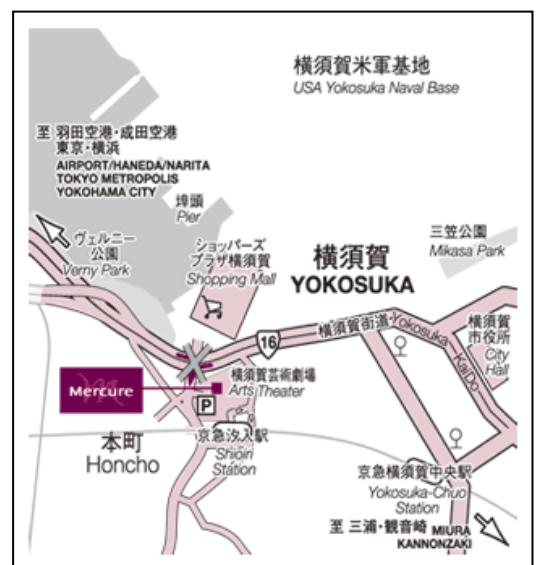 横須賀米軍基地
USA Yokosuka Naval Base
至 羽田空港・成田空港
東京・横浜
AIRPORT/HANEDA/NARITA
TOKYO METROPOLIS
YOKOHAMA CITY
埠頭
Pier
三笠公園
Mikasa Park
ヴェルニー
公園
Verny Park
ショッパーズ
プラザ横須賀
Shopping Mall
横須賀
YOKOSUKA
16
横須賀街道 Yokosuka
KaiDo
横須賀
市役所
City
Hall
Mercure
横須賀芸術劇場
Arts Theater
P
本町
Honcho
京急汐入駅
Shioiri
Station
京急横須賀中央駅
Yokosuka-Chuo
Station
至 三浦・観音崎 MIURA
KANNONZAKI